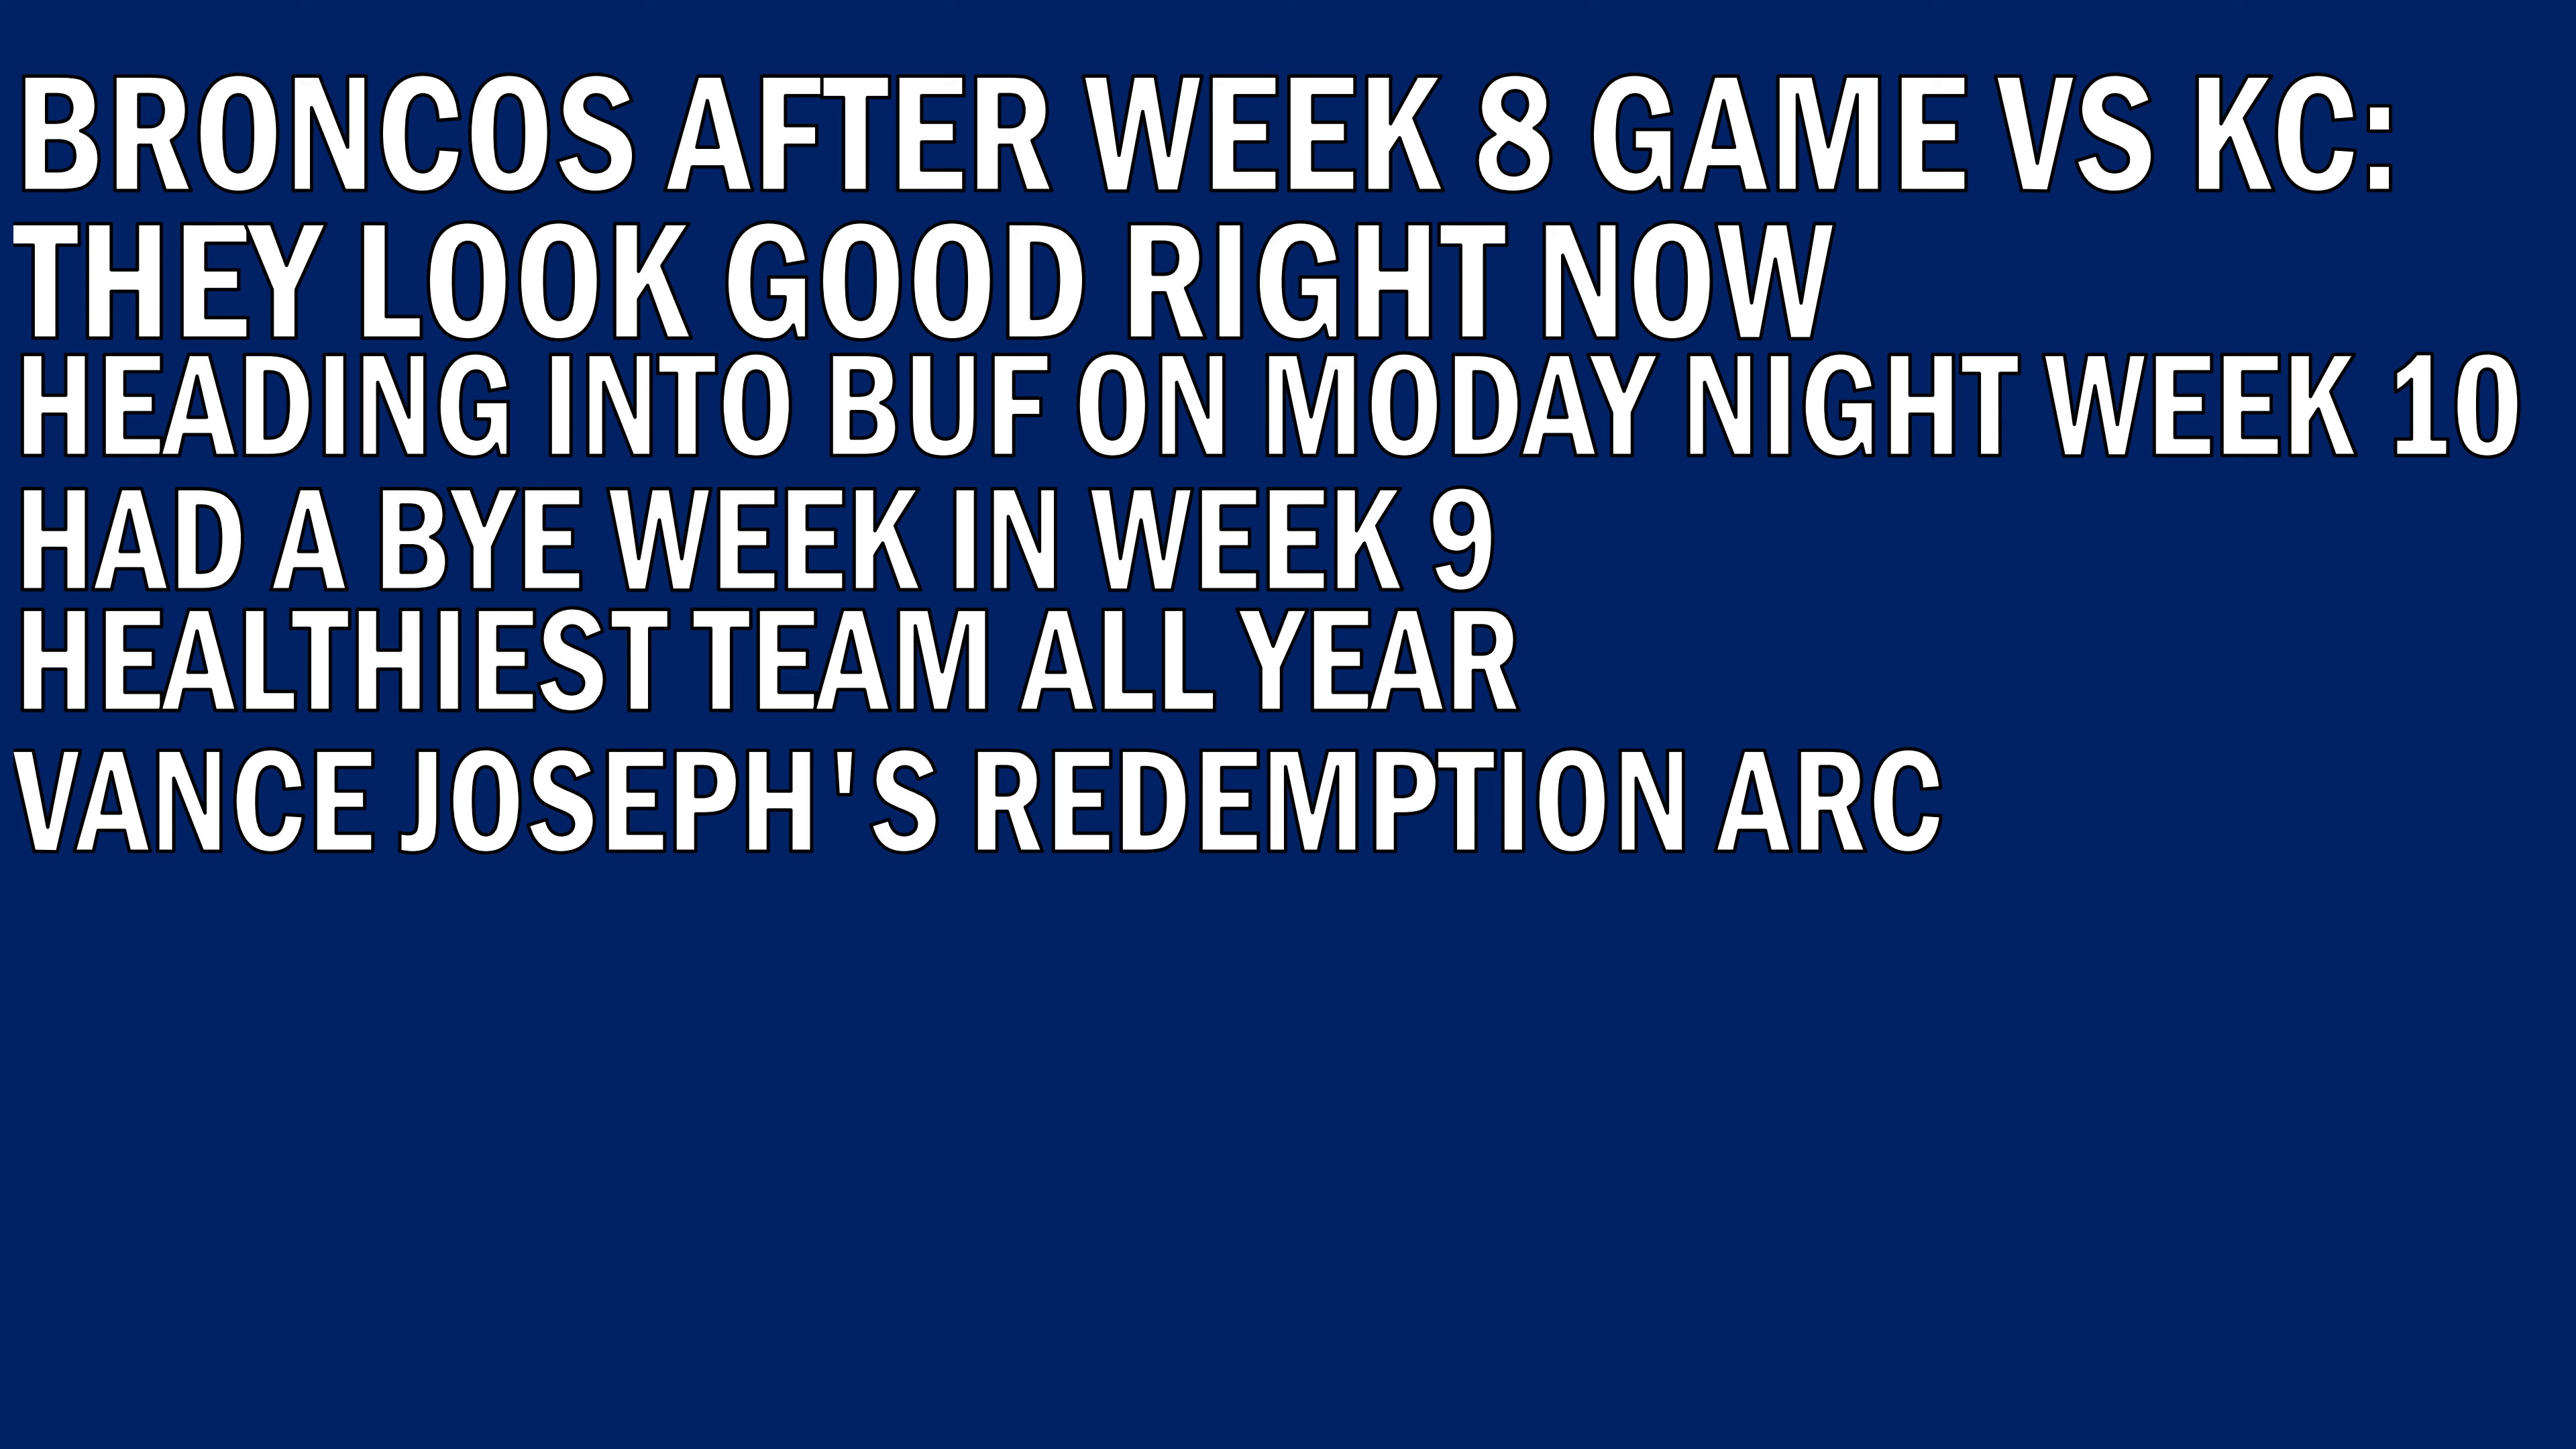 BRONCOS AFTER WEEK 8 GAME VS KC:
THEY LOOK GOOD RIGHT NOW
HEADING INTO BUF ON MODAY NIGHT WEEK 10
HAD A BYE WEEK IN WEEK 9
HEALTHIEST TEAM ALL YEAR
VANCE JOSEPH'S REDEMPTION ARC